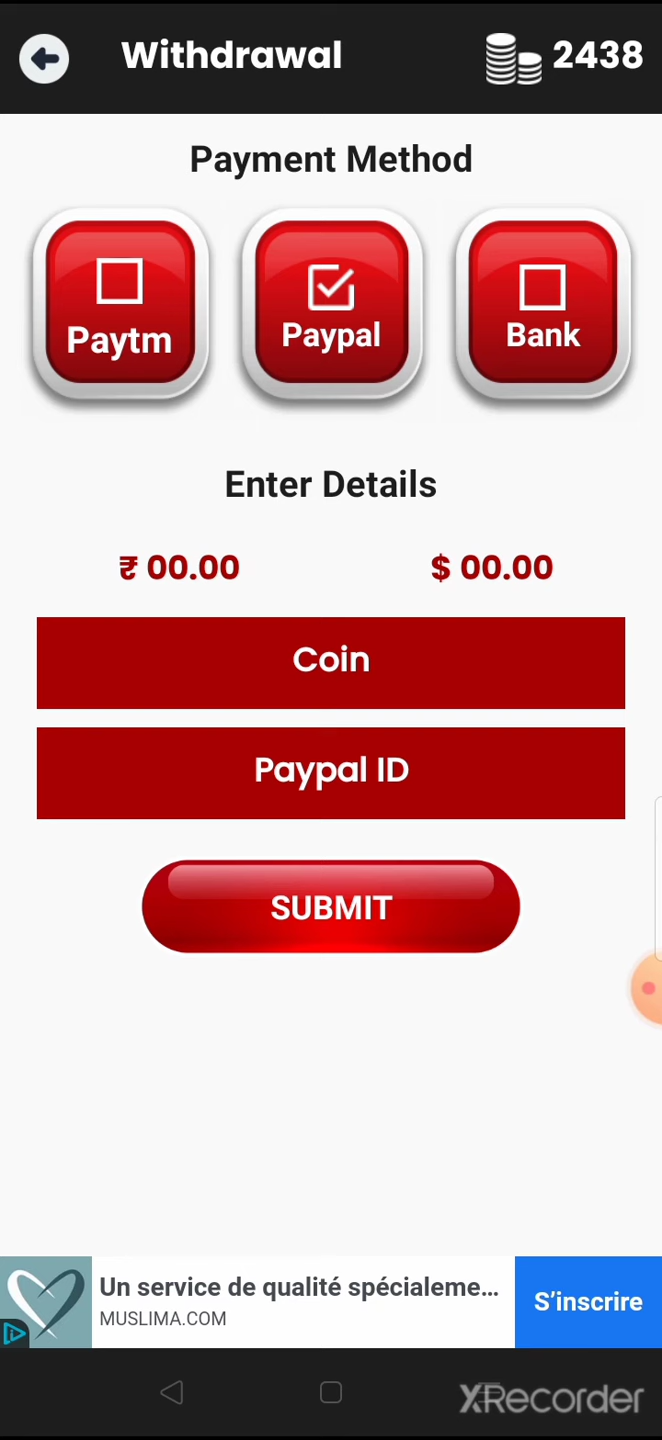 Withdrawal
2438
Payment Method
Paytm
Paypal
Bank
Enter Details
₹ 00.00
$ 00.00
Coin
Paypal ID
SUBMIT
Un service de qualité spécialeme...
MUSLIMA.COM
S'inscrire
XRecorder